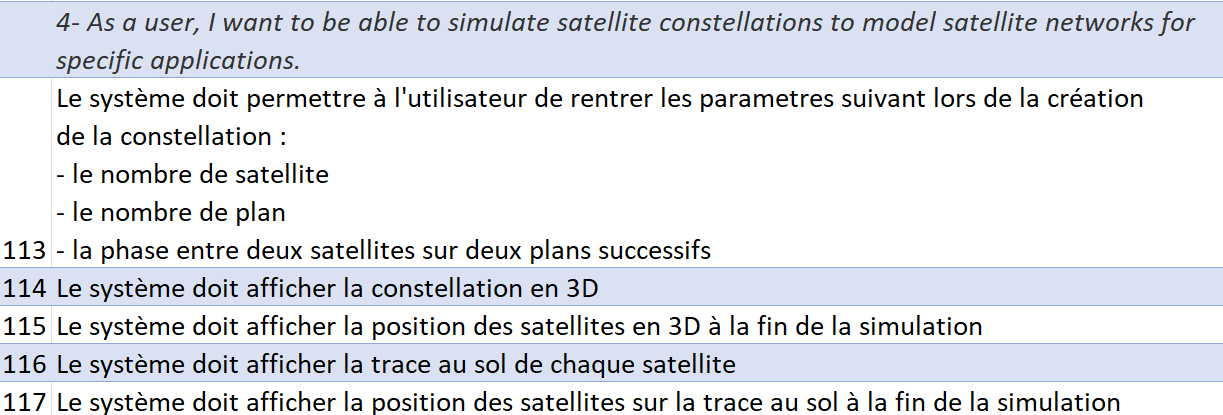 4- As a user, I want to be able to simulate satellite constellations to model satellite networks for
specific applications.
Le système doit permettre à l'utilisateur de rentrer les parametres suivant lors de la création
de la constellation :
- le nombre de satellite
- le nombre de plan
113 - la phase entre deux satellites sur deux plans successifs
114 Le système doit afficher la constellation en 3D
115 Le système doit afficher la position des satellites en 3D à la fin de la simulation
116 Le système doit afficher la trace au sol de chaque satellite
117 Le système doit afficher la position des satellites sur la trace au sol à la fin de la simulation